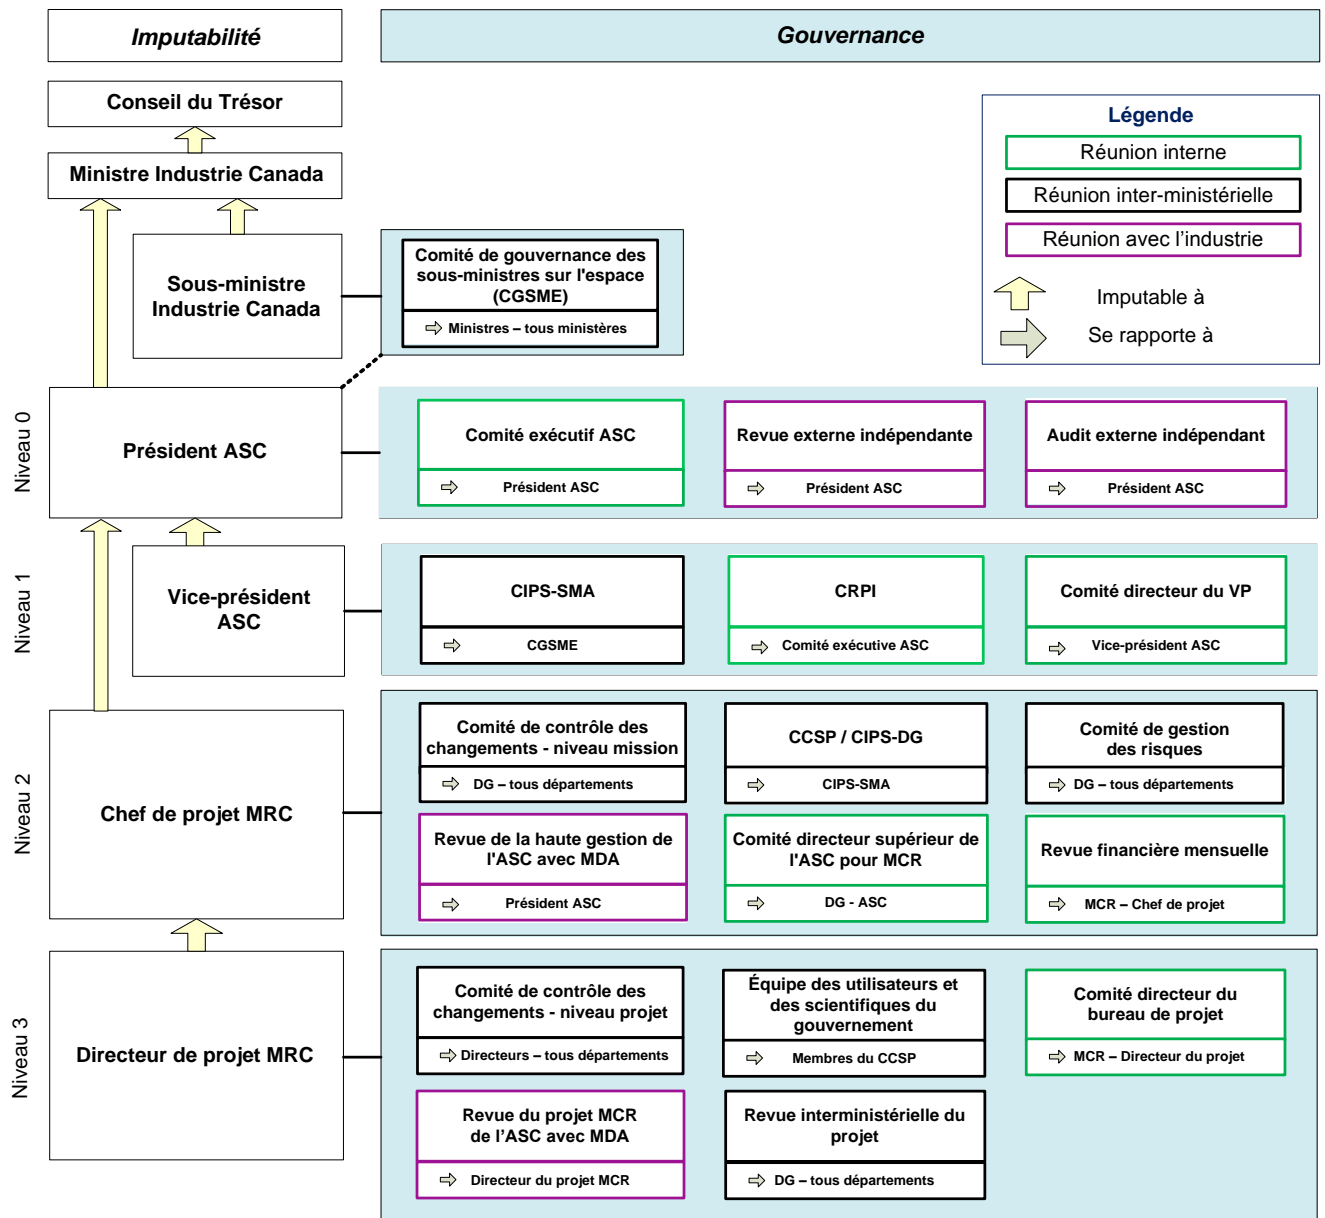 Imputabilité
Gouvernance
Conseil du Trésor
Ministre Industrie Canada
Légende
Réunion interne
Réunion inter-ministérielle
Réunion avec l'industrie
Imputable à
Se rapporte à
Sous-ministre
Industrie Canada
Comité de gouvernance des
sous-ministres sur l'espace
(CGSME)
Ministres – tous ministères
Niveau 0
Président ASC
Comité exécutif ASC
Président ASC
Revue externe indépendante
Président ASC
Audit externe indépendant
Président ASC
Niveau 1
Vice-président
ASC
CIPS-SMA
CGSME
CRPI
Comité exécutive ASC
Comité directeur du VP
Vice-président ASC
Niveau 2
Chef de projet MRC
Comité de contrôle des
changements - niveau mission
DG – tous départements
CCSP / CIPS-DG
CIPS-SMA
Comité de gestion
des risques
DG – tous départements
Revue de la haute gestion de
l'ASC avec MDA
Président ASC
Comité directeur supérieur de
l'ASC pour MCR
DG - ASC
Revue financière mensuelle
MCR – Chef de projet
Niveau 3
Directeur de projet MRC
Comité de contrôle des
changements - niveau projet
Directeurs – tous départements
Équipe des utilisateurs et
des scientifiques du
gouvernement
Membres du CCSP
Comité directeur du
bureau de projet
MCR – Directeur du projet
Revue du projet MCR
de l'ASC avec MDA
Directeur du projet MCR
Revue interministérielle du
projet
DG – tous départements